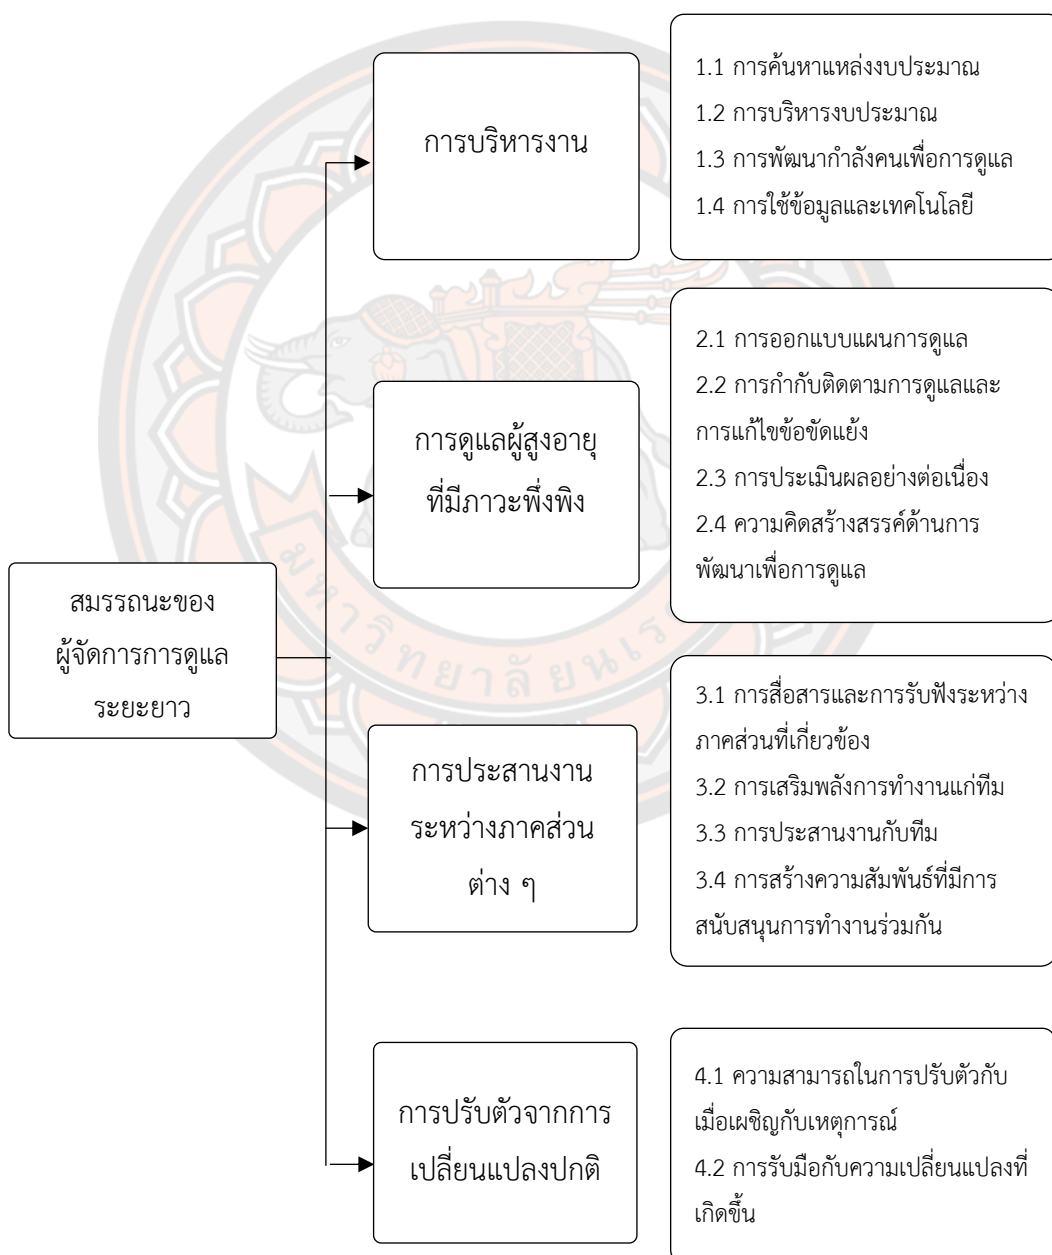 การบริหารงาน
1.1 การค้นหาแหล่งงบประมาณ
1.2 การบริหารงบประมาณ
1.3 การพัฒนากำลังคนเพื่อการดูแล
1.4 การใช้ข้อมูลและเทคโนโลยี
การดูแลผู้สูงอายุ
ที่มีภาวะพึ่งพิง
2.1 การออกแบบแผนการดูแล
2.2 การกำกับติดตามการดูแลและ
การแก้ไขข้อขัดแย้ง
2.3 การประเมินผลอย่างต่อเนื่อง
2.4 ความคิดสร้างสรรค์ด้านการ
พัฒนาเพื่อการดูแล
สมรรถนะของ
ผู้จัดการการดูแล
ระยะยาว
การประสานงาน
ระหว่างภาคส่วน
ต่าง ๆ
3.1 การสื่อสารและการรับฟังระหว่าง
ภาคส่วนที่เกี่ยวข้อง
3.2 การเสริมพลังการทำงานแก่ทีม
3.3 การประสานงานกับทีม
3.4 การสร้างความสัมพันธ์ที่มีการ
สนับสนุนการทำงานร่วมกัน
การปรับตัวจากการ
เปลี่ยนแปลงปกติ
4.1 ความสามารถในการปรับตัวกับ
เมื่อเผชิญกับเหตุการณ์
4.2 การรับมือกับความเปลี่ยนแปลงที่
เกิดขึ้น
มหาวิทยาลัยนเร